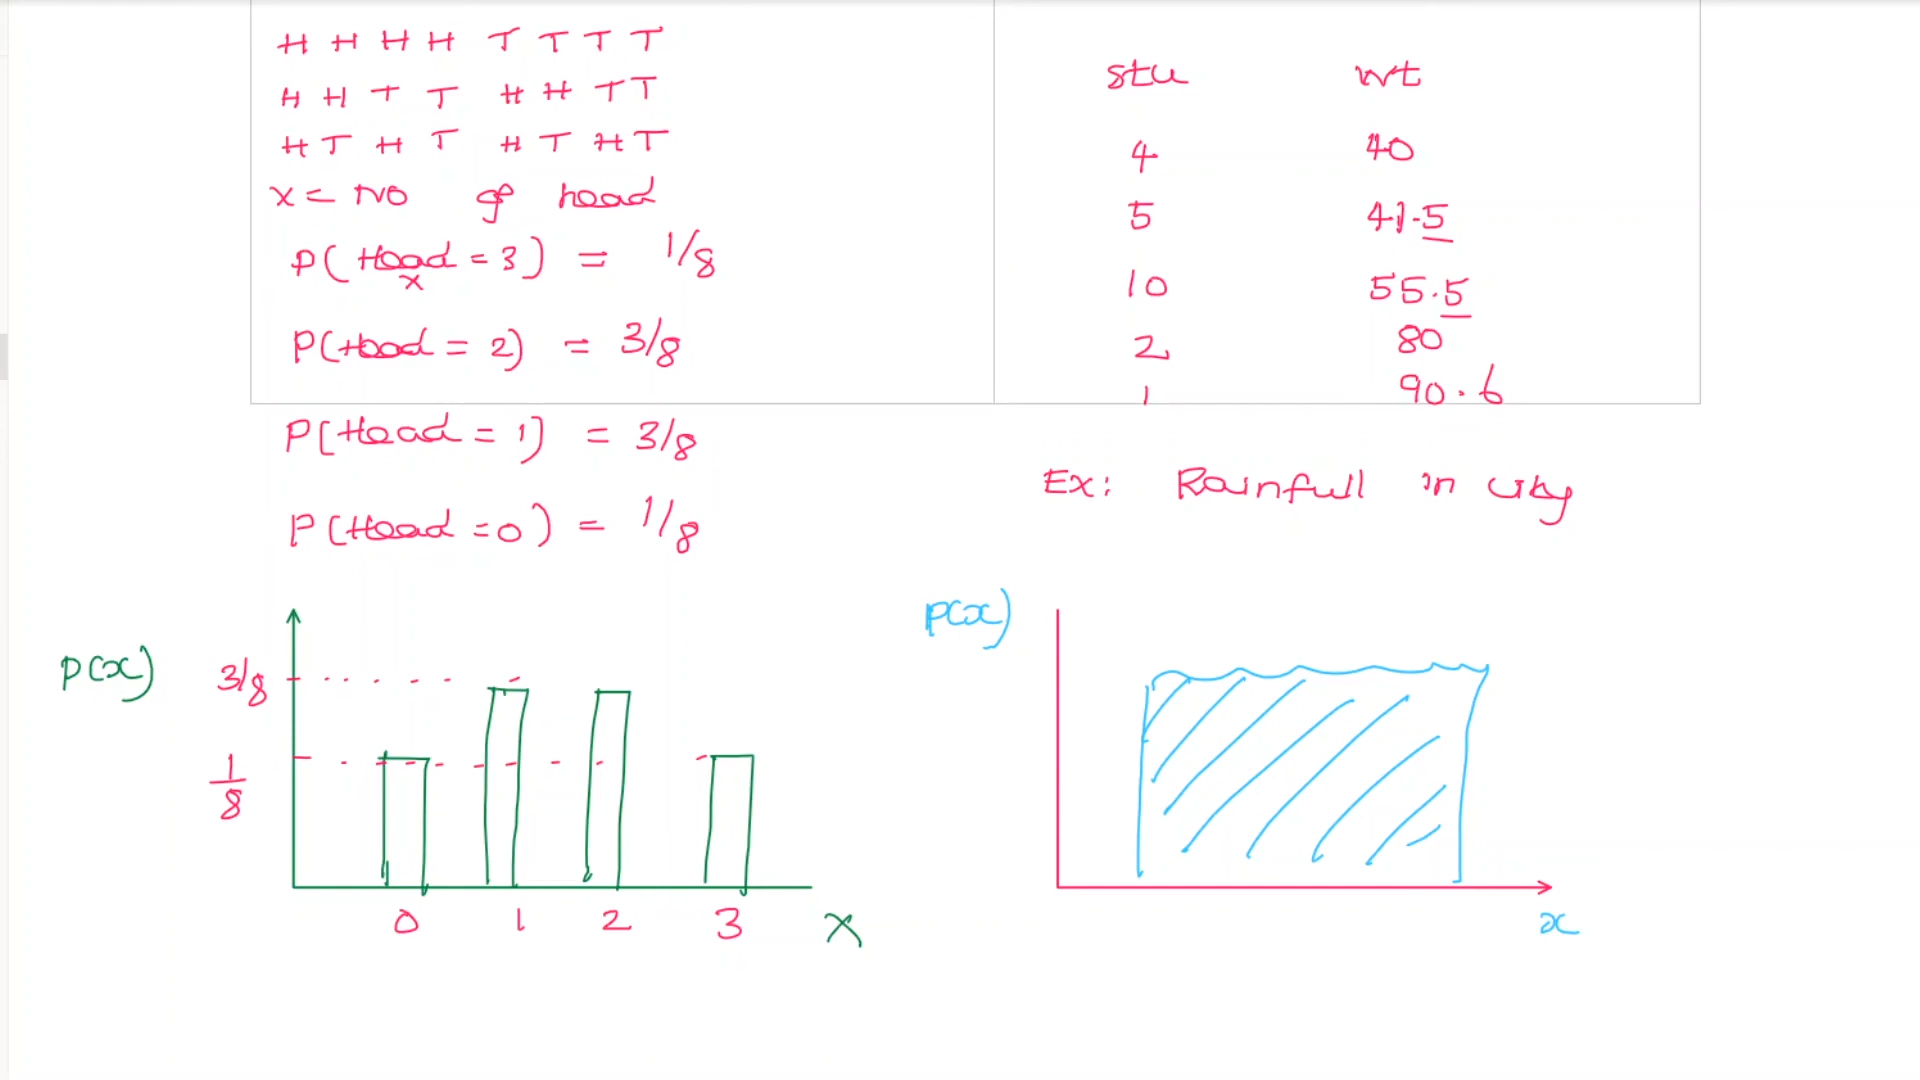 H H H H T T T T
H H T T H H T T
H T H T H T H T
x = No of head
P(Head = 3) = 1/8
x
P(Head = 2) = 3/8
P(Head = 1) = 3/8
P(Head = 0) = 1/8
P(x)
3/8
1/8
0 1 2 3 X
Stu Wt
4 40
5 41.5
10 55.5
2 80
1 90.6
Ex: Rainfull in city
P(x)
x